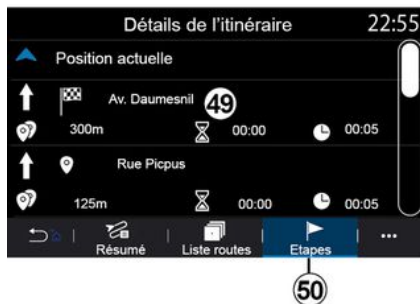 Détails de l'itinéraire 22:55
Position actuelle
Av. Daumesnil 49
300m 00:00 00:05
Rue Picpus
125m 00:00 00:05
Résumé Liste routes Etapes ...
50